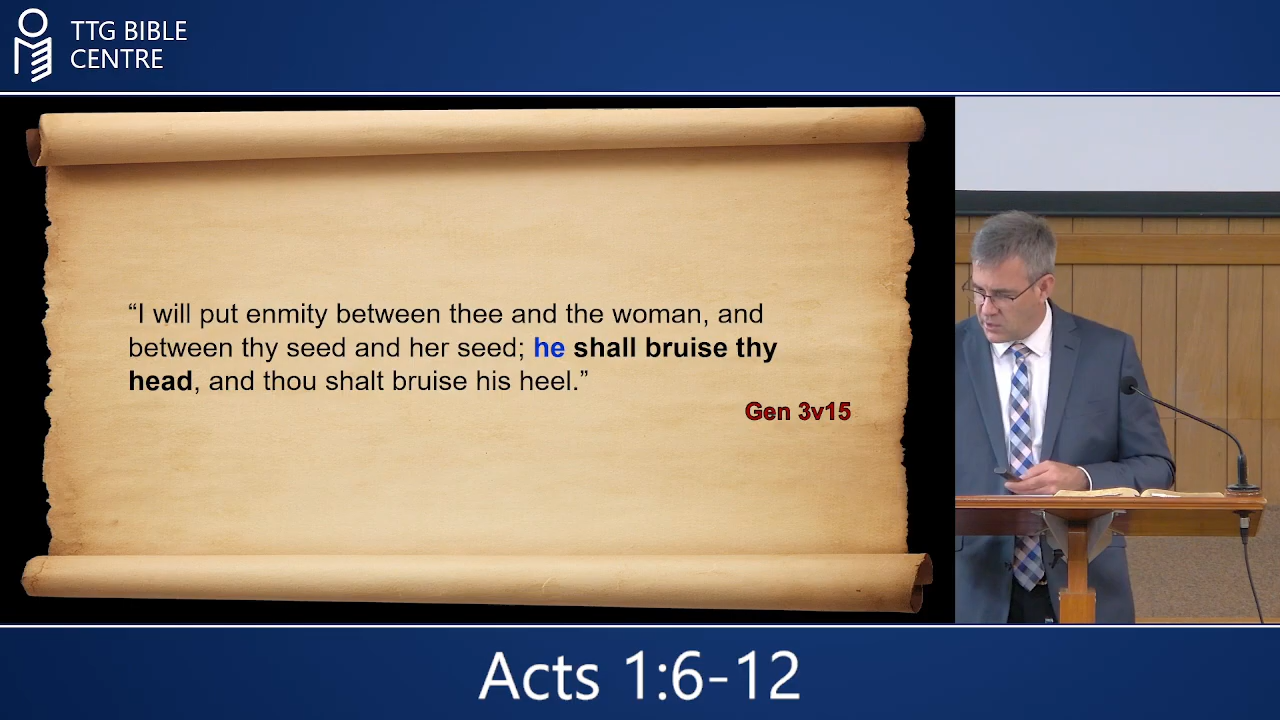 TTG BIBLE
CENTRE
“I will put enmity between thee and the woman, and
between thy seed and her seed; he shall bruise thy
head, and thou shalt bruise his heel.”
Gen 3v15
Acts 1:6-12